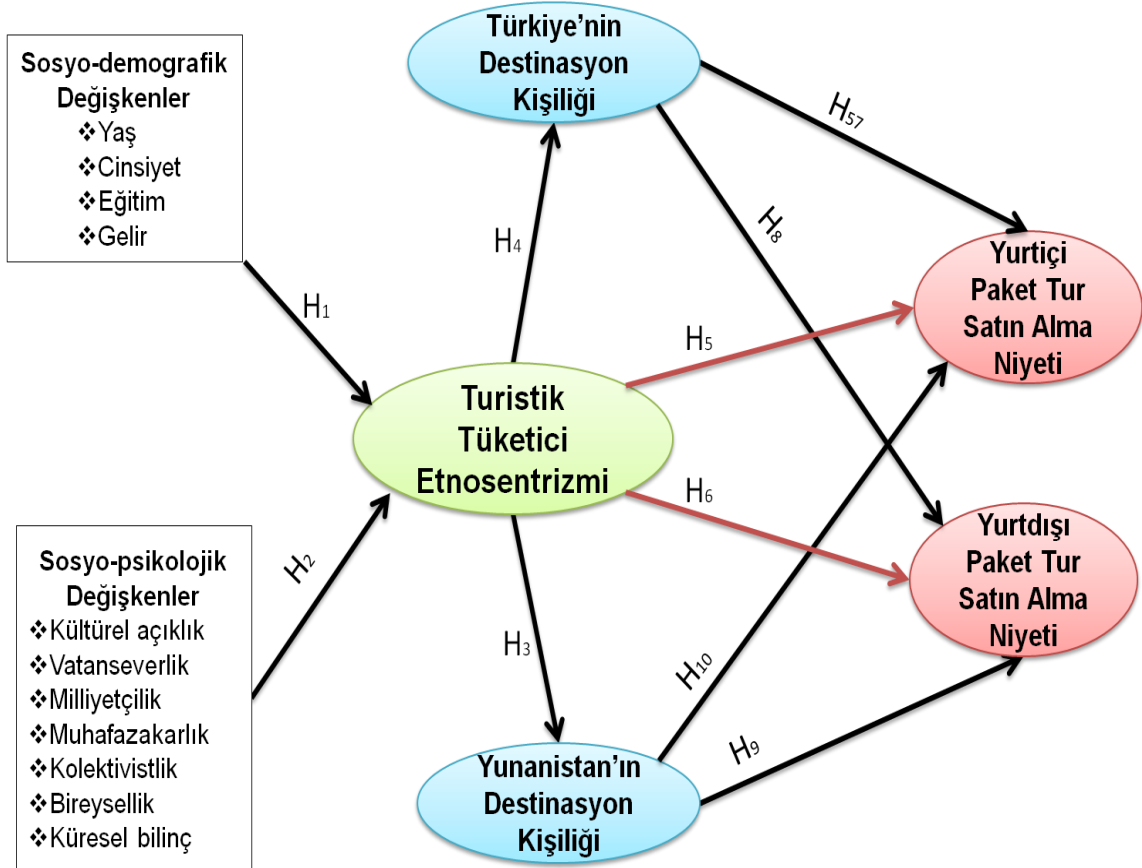 Sosyo-demografik
Değişkenler
❖Yaş
❖Cinsiyet
❖Eğitim
❖Gelir
Türkiye'nin
Destinasyon
Kişiliği
H57
H8
H4
H1
Yurtiçi
Paket Tur
Satın Alma
Niyeti
H5
Turistik
Tüketici
Etnosentrizmi
H6
Yurtdışı
Paket Tur
Satın Alma
Niyeti
H2
Sosyo-psikolojik
Değişkenler
❖Kültürel açıklık
❖Vatanseverlik
❖Milliyetçilik
❖Muhafazakarlık
❖Kolektivistlik
❖Bireysellik
❖Küresel bilinç
H3
H10
H9
Yunanistan'ın
Destinasyon
Kişiliği